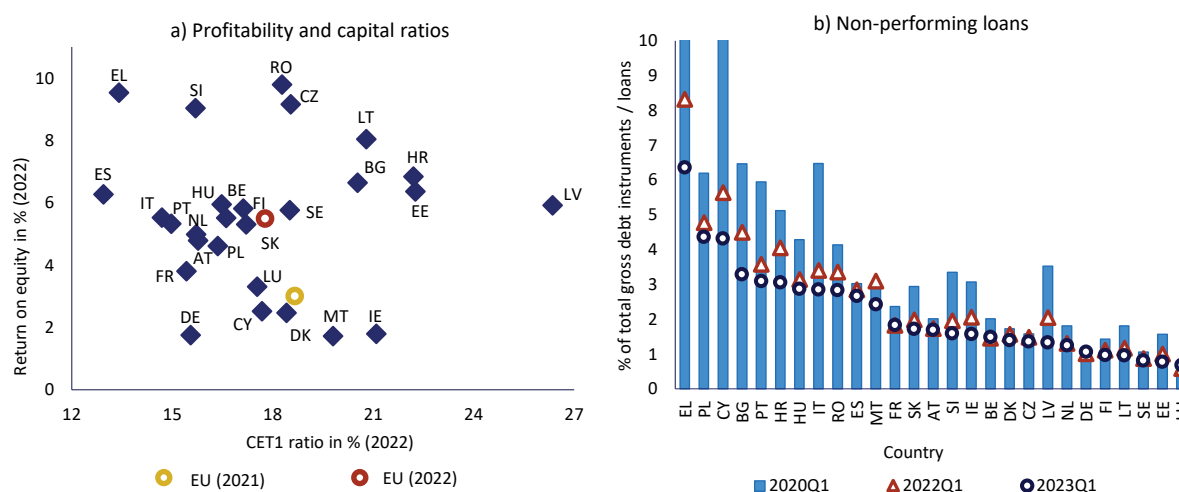 a) Profitability and capital ratios
Return on equity in % (2022)
10
8
6
4
2
0
EL
SI
RO
CZ
LT
HR
BG
EE
LV
ES
IT
PT
HU
BE
FI
NL
SE
SK
AT
PL
FR
LU
DE
CY
DK
MT
IE
12
15
18
21
24
27
CET1 ratio in % (2022)
EU (2021)
EU (2022)
b) Non-performing loans
% of total gross debt instruments / loans
10
9
8
7
6
5
4
3
2
1
0
EL
PL
CY
BG
PT
HR
HU
IT
RO
ES
MT
FR
SK
AT
SI
IE
BE
DK
CZ
LV
NL
DE
FI
LT
SE
EE
Country
2020Q1
2022Q1
2023Q1